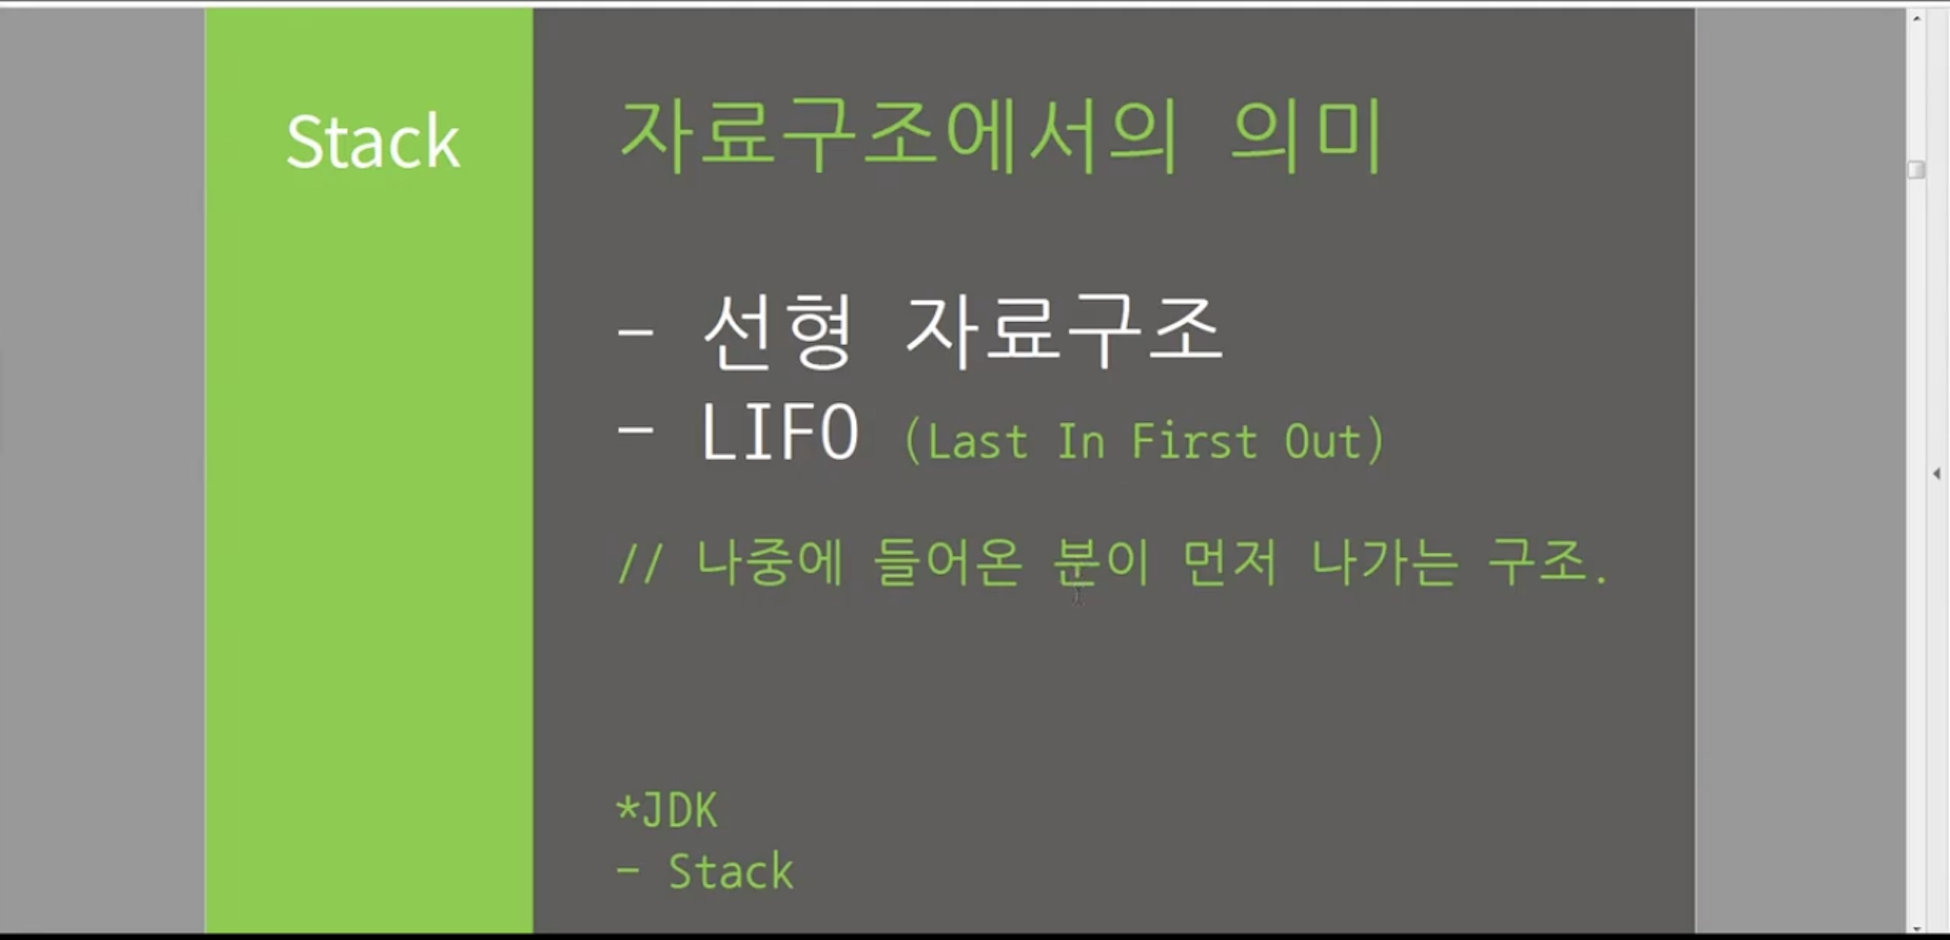 Stack
자료구조에서의 의미
- 선형 자료구조
- LIFO (Last In First Out)
// 나중에 들어온 분이 먼저 나가는 구조.
*JDK
- Stack